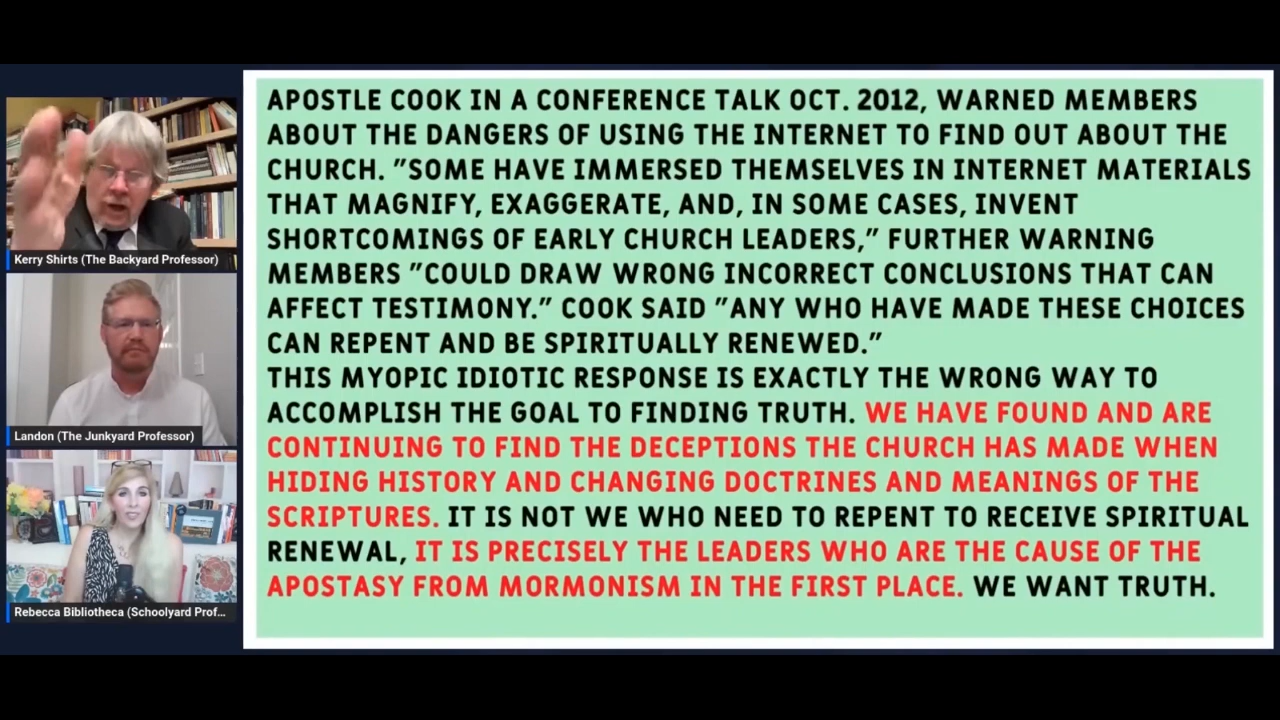 APOSTLE COOK IN A CONFERENCE TALK OCT. 2012, WARNED MEMBERS
ABOUT THE DANGERS OF USING THE INTERNET TO FIND OUT ABOUT THE
CHURCH. "SOME HAVE IMMERSED THEMSELVES IN INTERNET MATERIALS
THAT MAGNIFY, EXAGGERATE, AND, IN SOME CASES, INVENT
SHORTCOMINGS OF EARLY CHURCH LEADERS," FURTHER WARNING
MEMBERS "COULD DRAW WRONG INCORRECT CONCLUSIONS THAT CAN
AFFECT TESTIMONY." COOK SAID "ANY WHO HAVE MADE THESE CHOICES
CAN REPENT AND BE SPIRITUALLY RENEWED."
THIS MYOPIC IDIOTIC RESPONSE IS EXACTLY THE WRONG WAY TO
ACCOMPLISH THE GOAL TO FINDING TRUTH. WE HAVE FOUND AND ARE
CONTINUING TO FIND THE DECEPTIONS THE CHURCH HAS MADE WHEN
HIDING HISTORY AND CHANGING DOCTRINES AND MEANINGS OF THE
SCRIPTURES. IT IS NOT WE WHO NEED TO REPENT TO RECEIVE SPIRITUAL
RENEWAL, IT IS PRECISELY THE LEADERS WHO ARE THE CAUSE OF THE
APOSTASY FROM MORMONISM IN THE FIRST PLACE. WE WANT TRUTH.
Kerry Shirts (The Backyard Professor)
Landon (The Junkyard Professor)
Rebecca Bibliotheca (Schoolyard Prof...